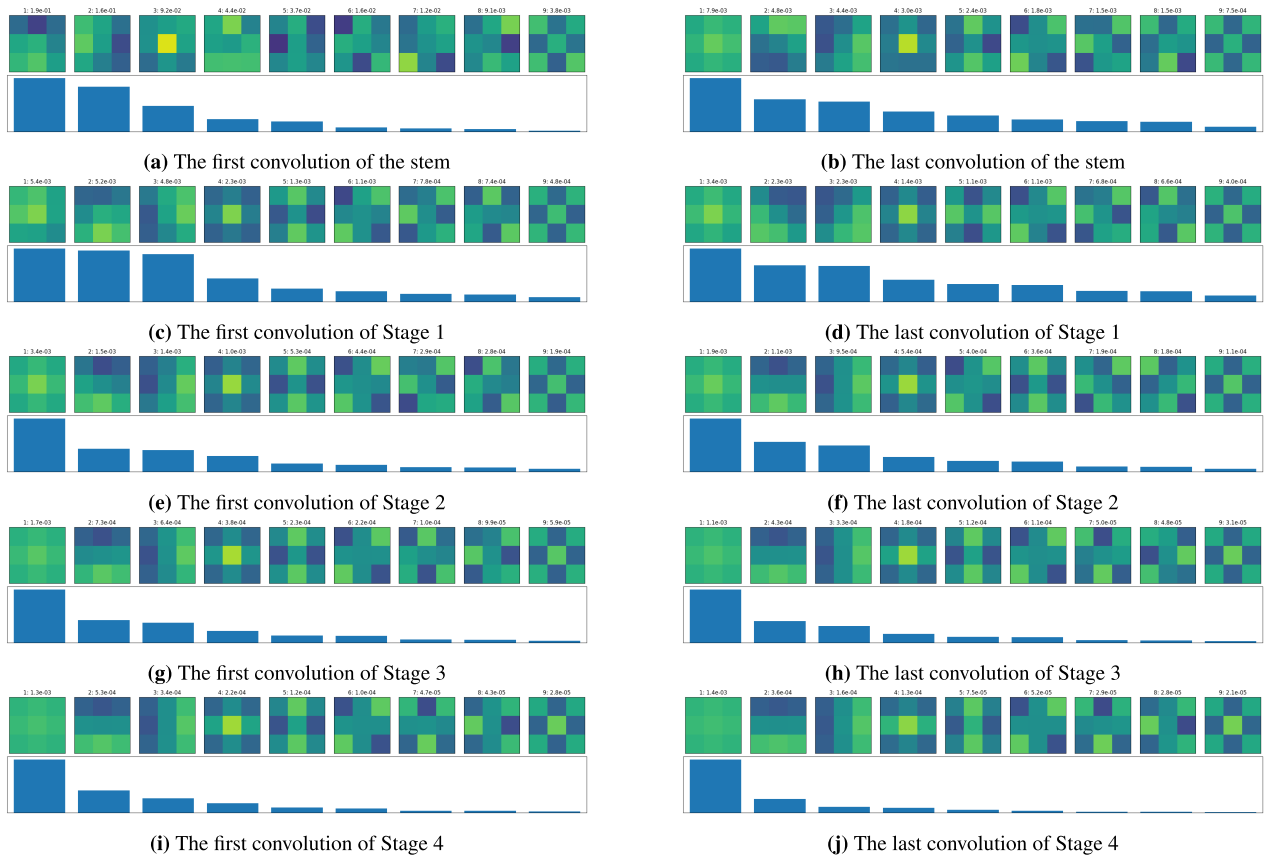 1: 1.9e-01 2: 1.6e-01 3: 9.2e-02 4: 4.4e-02 5: 3.7e-02 6: 1.6e-02 7: 1.2e-02 8: 9.1e-03 9: 3.8e-03
(a) The first convolution of the stem
1: 7.9e-03 2: 4.8e-03 3: 4.4e-03 4: 3.0e-03 5: 2.4e-03 6: 1.8e-03 7: 1.5e-03 8: 1.5e-03 9: 7.5e-04
(b) The last convolution of the stem
1: 5.4e-03 2: 5.2e-03 3: 4.8e-03 4: 2.3e-03 5: 1.3e-03 6: 1.1e-03 7: 7.8e-04 8: 7.4e-04 9: 4.8e-04
(c) The first convolution of Stage 1
1: 3.4e-03 2: 2.3e-03 3: 2.3e-03 4: 1.4e-03 5: 1.1e-03 6: 1.1e-03 7: 6.8e-04 8: 6.6e-04 9: 4.0e-04
(d) The last convolution of Stage 1
1: 3.4e-03 2: 1.5e-03 3: 1.4e-03 4: 1.0e-03 5: 5.3e-04 6: 4.4e-04 7: 2.9e-04 8: 2.8e-04 9: 1.9e-04
(e) The first convolution of Stage 2
1: 1.9e-03 2: 1.1e-03 3: 9.5e-04 4: 5.4e-04 5: 4.0e-04 6: 3.6e-04 7: 1.9e-04 8: 1.8e-04 9: 1.1e-04
(f) The last convolution of Stage 2
1: 1.7e-03 2: 7.3e-04 3: 6.4e-04 4: 3.8e-04 5: 2.3e-04 6: 2.2e-04 7: 1.0e-04 8: 9.9e-05 9: 5.9e-05
(g) The first convolution of Stage 3
1: 1.1e-03 2: 4.3e-04 3: 3.3e-04 4: 1.8e-04 5: 1.2e-04 6: 1.1e-04 7: 5.0e-05 8: 4.8e-05 9: 3.1e-05
(h) The last convolution of Stage 3
1: 1.3e-03 2: 5.3e-04 3: 3.4e-04 4: 2.2e-04 5: 1.2e-04 6: 1.0e-04 7: 4.7e-05 8: 4.3e-05 9: 2.8e-05
(i) The first convolution of Stage 4
1: 1.4e-03 2: 3.6e-04 3: 1.6e-04 4: 1.3e-04 5: 7.5e-05 6: 5.2e-05 7: 2.9e-05 8: 2.8e-05 9: 2.1e-05
(j) The last convolution of Stage 4